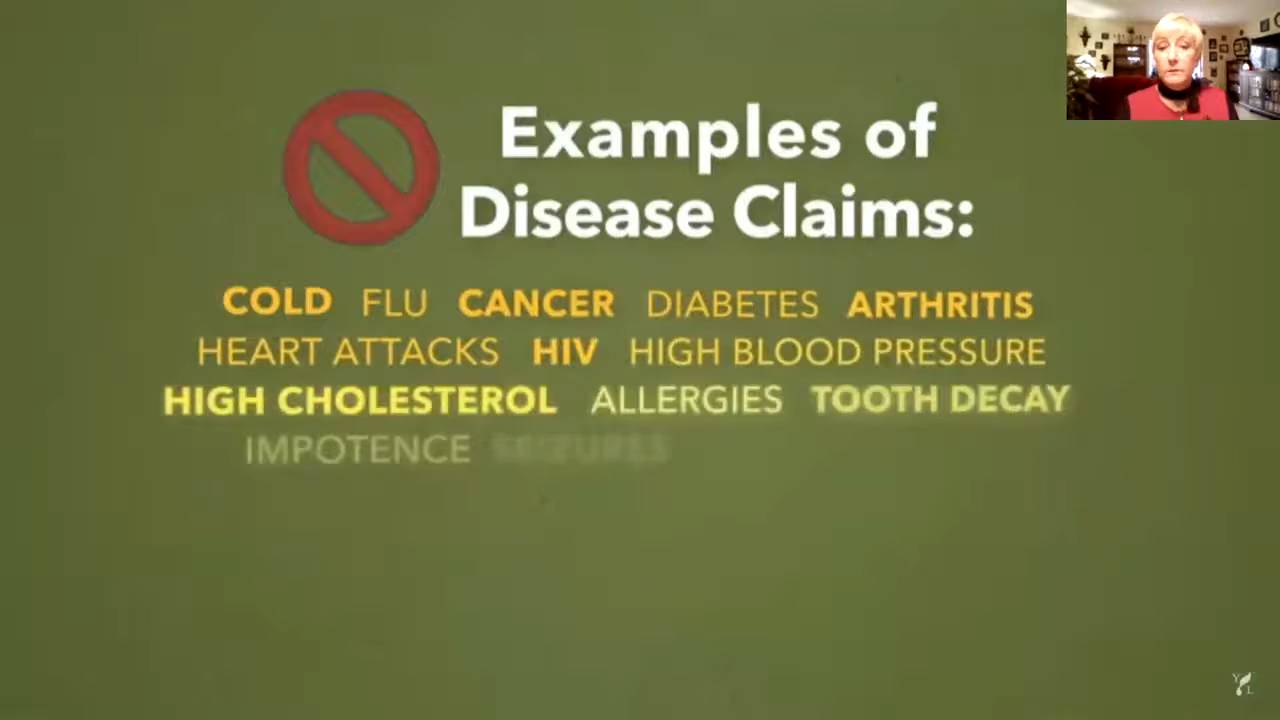 Examples of
Disease Claims:
COLD FLU CANCER DIABETES ARTHRITIS
HEART ATTACKS HIV HIGH BLOOD PRESSURE
HIGH CHOLESTEROL ALLERGIES TOOTH DECAY
IMPOTENCE SEIZURES
Y L